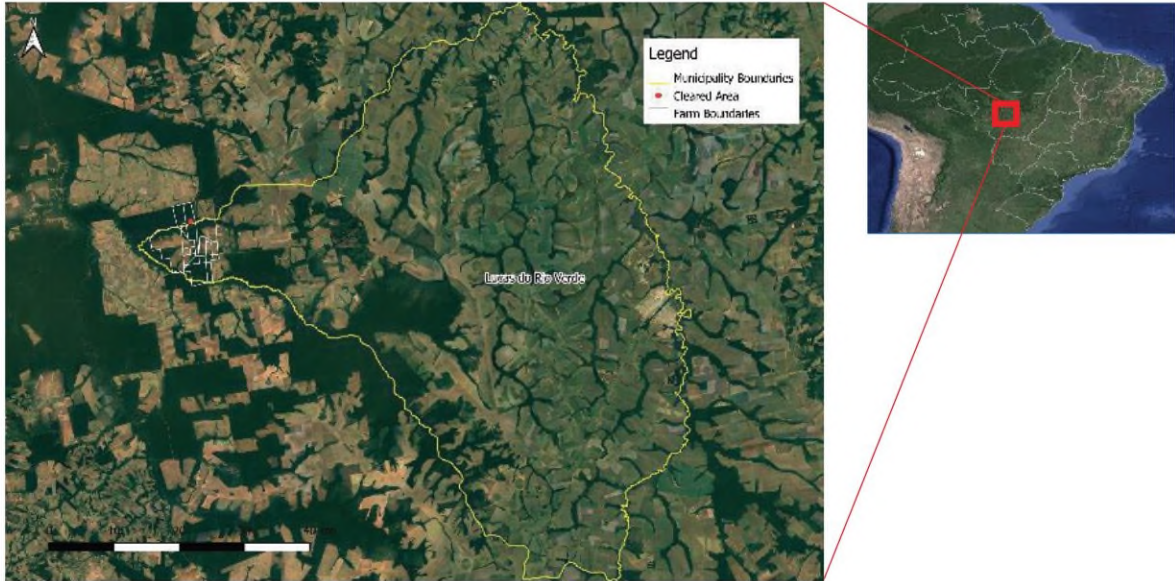 N
Legend
Municipality Boundaries
Cleared Area
Farm Boundaries
Lucas do Rio Verde